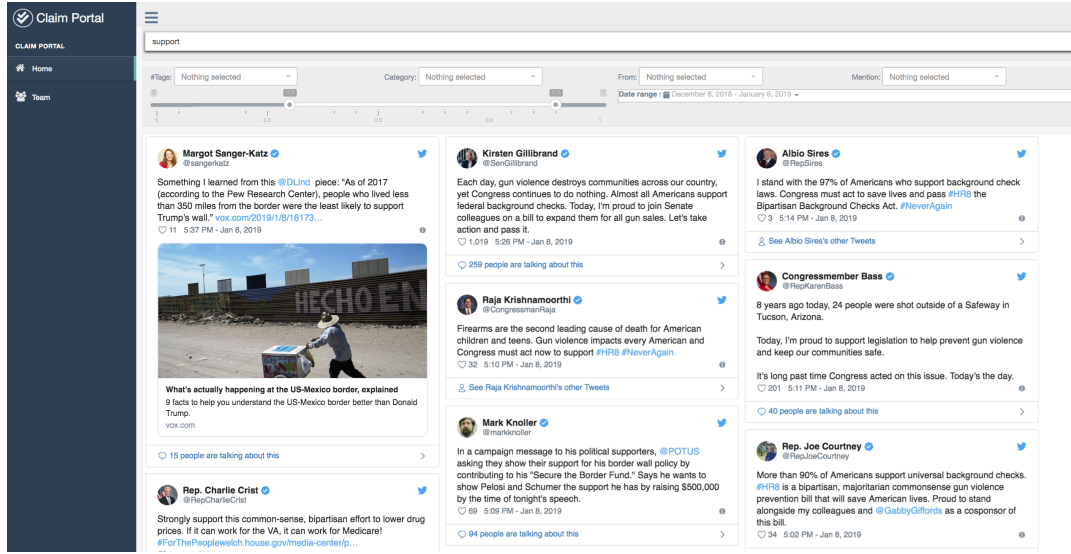 Claim Portal
CLAIM PORTAL
Home
Team
support
#Tags: Nothing selected
Category: Nothing selected
From: Nothing selected
Mention: Nothing selected
Date range : December 8, 2018 - January 8, 2019
0
0.3
0.5
0.8
1
Margot Sanger-Katz
@sangerkatz
Something I learned from this @DLind piece: "As of 2017
(according to the Pew Research Center), people who lived less
than 350 miles from the border were the least likely to support
Trump's wall." vox.com/2019/1/8/18173…
11 5:37 PM - Jan 8, 2019
HECHO EN
What's actually happening at the US-Mexico border, explained
9 facts to help you understand the US-Mexico border better than Donald
Trump.
vox.com
15 people are talking about this
Rep. Charlie Crist
@RepCharlieCrist
Strongly support this common-sense, bipartisan effort to lower drug
prices. If it can work for the VA, it can work for Medicare!
#ForThePeoplewelch.house.gov/media-center/p…
Kirsten Gillibrand
@SenGillibrand
Each day, gun violence destroys communities across our country,
yet Congress continues to do nothing. Almost all Americans support
federal background checks. Today, I'm proud to join Senate
colleagues on a bill to expand them for all gun sales. Let's take
action and pass it.
1,019 5:26 PM - Jan 8, 2019
259 people are talking about this
Raja Krishnamoorthi
@CongressmanRaja
Firearms are the second leading cause of death for American
children and teens. Gun violence impacts every American and
Congress must act now to support #HR8 #NeverAgain
32 5:10 PM - Jan 8, 2019
See Raja Krishnamoorthi's other Tweets
Mark Knoller
@markknoller
In a campaign message to his political supporters, @POTUS
asking they show their support for his border wall policy by
contributing to his "Secure the Border Fund." Says he wants to
show Pelosi and Schumer the support he has by raising $500,000
by the time of tonight's speech.
69 5:09 PM - Jan 8, 2019
94 people are talking about this
Albio Sires
@RepSires
I stand with the 97% of Americans who support background check
laws. Congress must act to save lives and pass #HR8 the
Bipartisan Background Checks Act. #NeverAgain
3 5:14 PM - Jan 8, 2019
See Albio Sires's other Tweets
Congressmember Bass
@RepKarenBass
8 years ago today, 24 people were shot outside of a Safeway in
Tucson, Arizona.
Today, I'm proud to support legislation to help prevent gun violence
and keep our communities safe.
It's long past time Congress acted on this issue. Today's the day.
201 5:11 PM - Jan 8, 2019
40 people are talking about this
Rep. Joe Courtney
@RepJoeCourtney
More than 90% of Americans support universal background checks.
#HR8 is a bipartisan, majoritarian commonsense gun violence
prevention bill that will save American lives. Proud to stand
alongside my colleagues and @GabbyGiffords as a cosponsor of
this bill.
34 5:02 PM - Jan 8, 2019